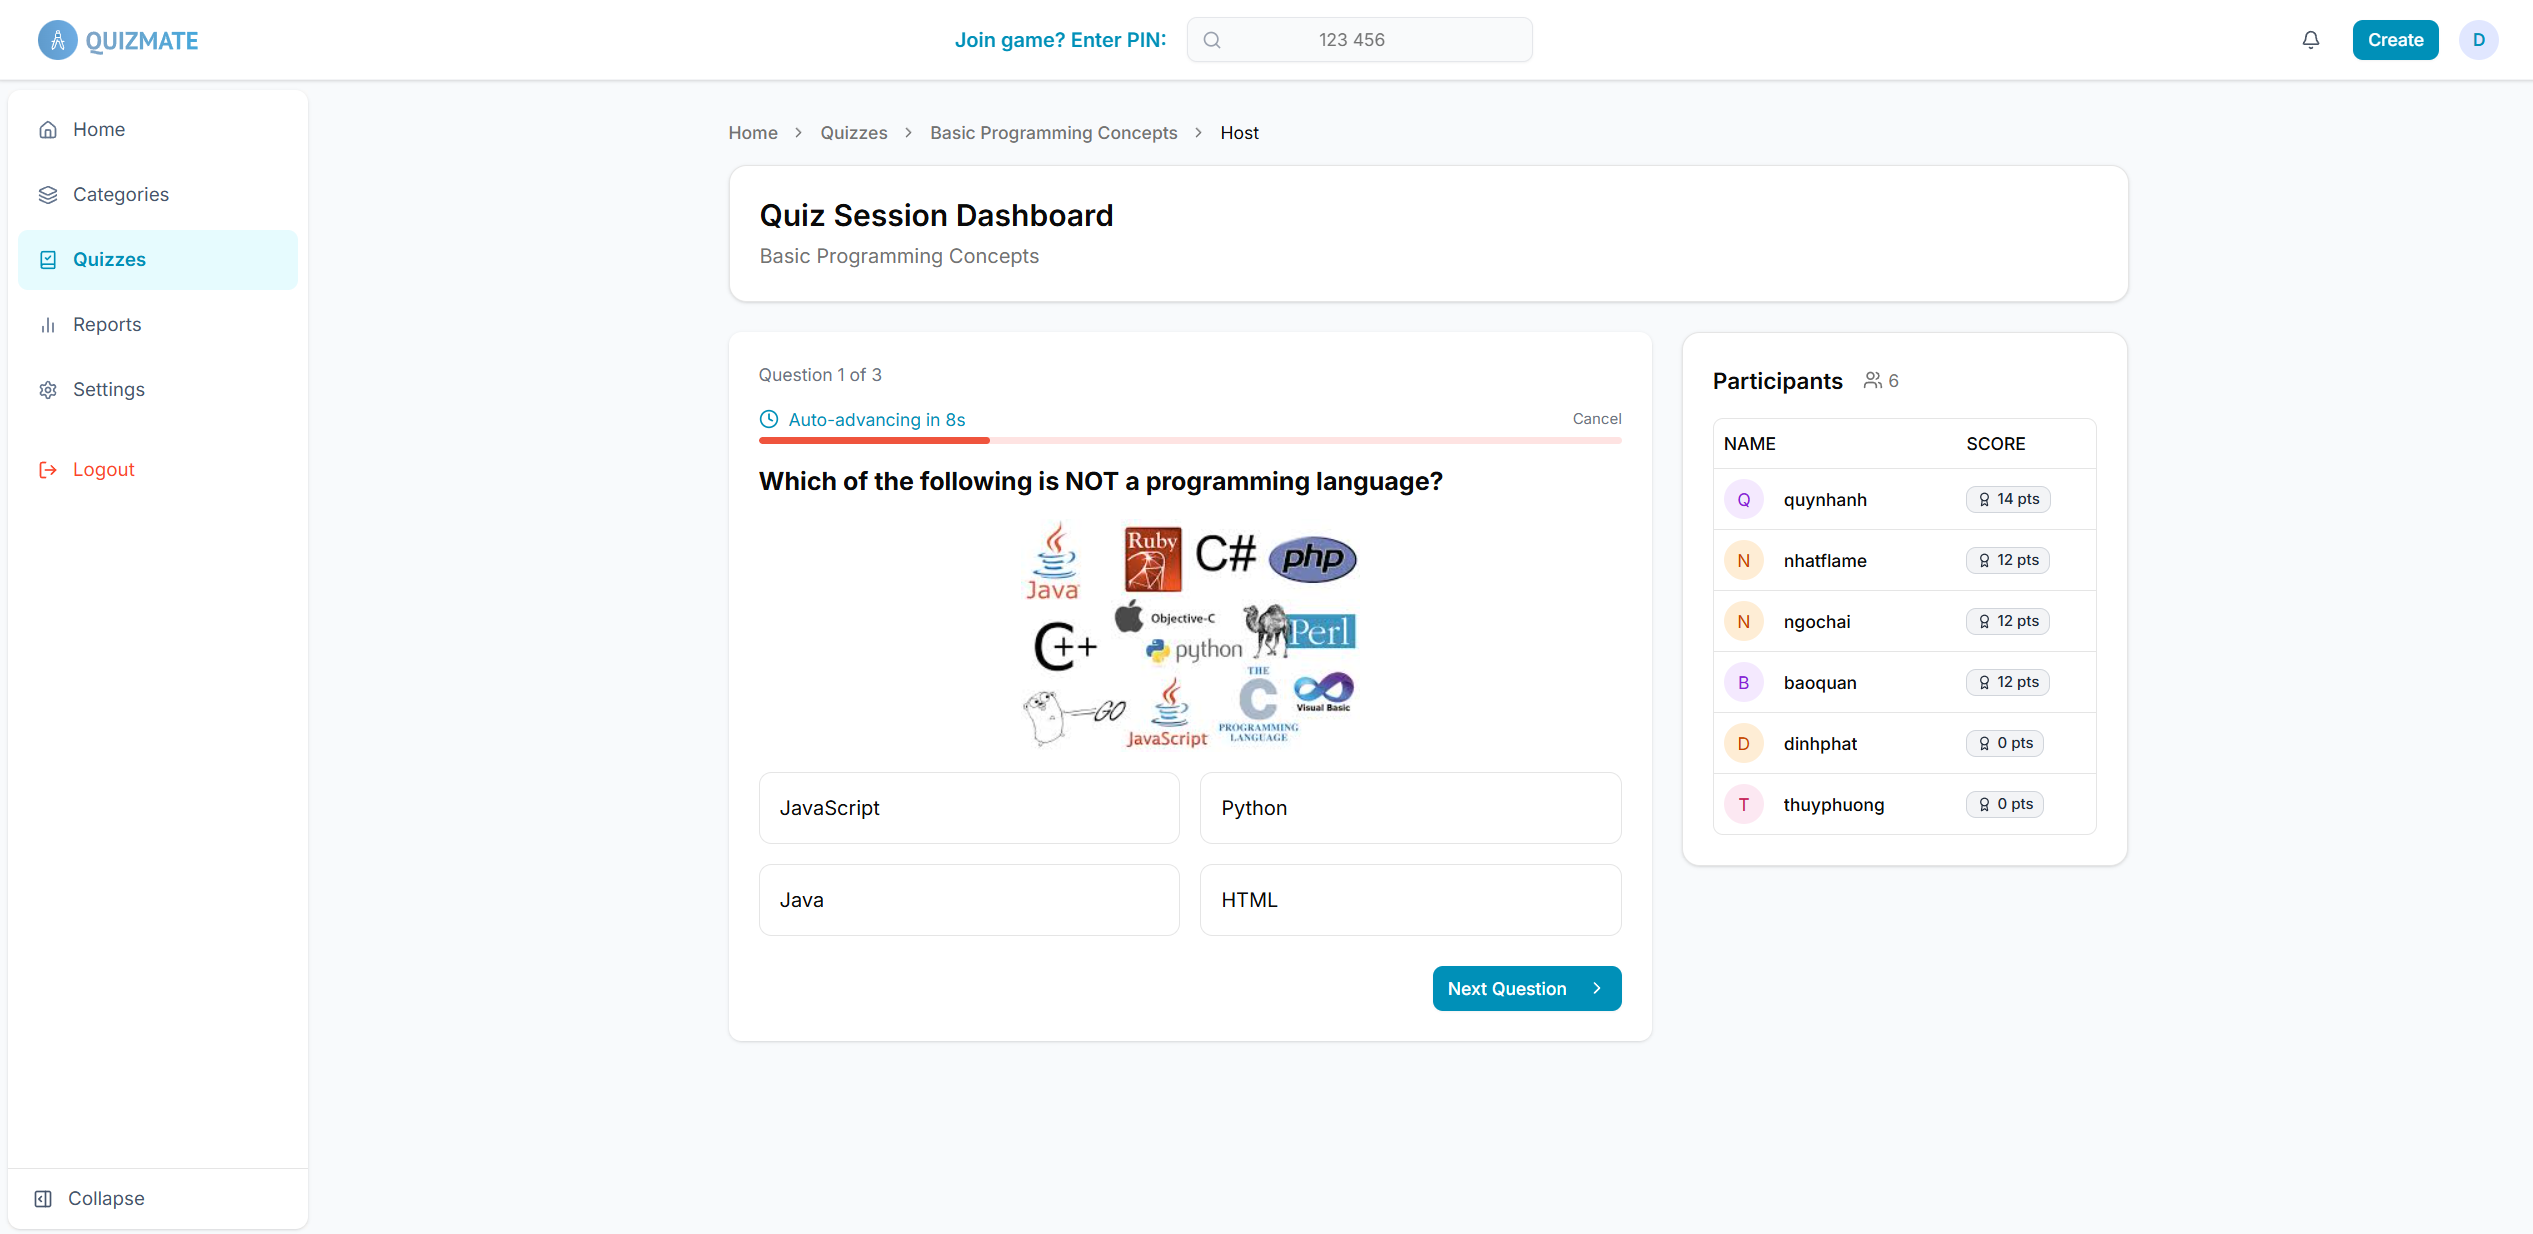 QUIZMATE
Join game? Enter PIN:
123 456
Create
D
Home
Categories
Quizzes
Reports
Settings
Logout
Collapse
Home > Quizzes > Basic Programming Concepts > Host
Quiz Session Dashboard
Basic Programming Concepts
Question 1 of 3
Auto-advancing in 8s
Cancel
Which of the following is NOT a programming language?
Java
Ruby
C#
php
C++
Objective-C
python
Perl
GO
JavaScript
THE
C
PROGRAMMING
LANGUAGE
Visual Basic
JavaScript
Python
Java
HTML
Next Question
Participants 6
NAME SCORE
Q quynhanh 14 pts
N nhatflame 12 pts
N ngochai 12 pts
B baoquan 12 pts
D dinhphat 0 pts
T thuyphuong 0 pts